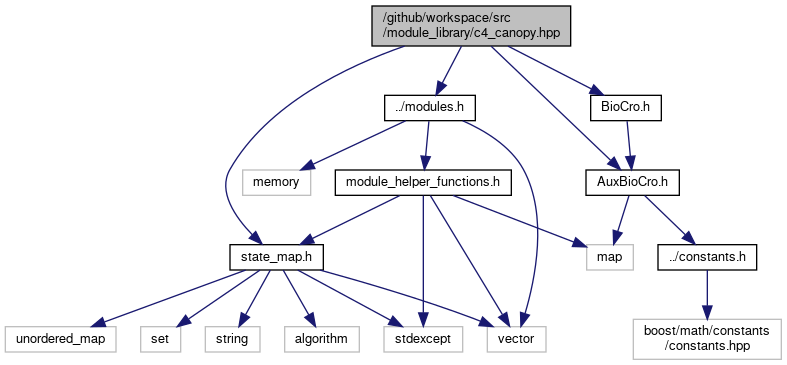 /github/workspace/src
/module_library/c4_canopy.hpp
../modules.h
BioCro.h
memory
module_helper_functions.h
AuxBioCro.h
state_map.h
map
../constants.h
unordered_map
set
string
algorithm
stdexcept
vector
boost/math/constants
/constants.hpp